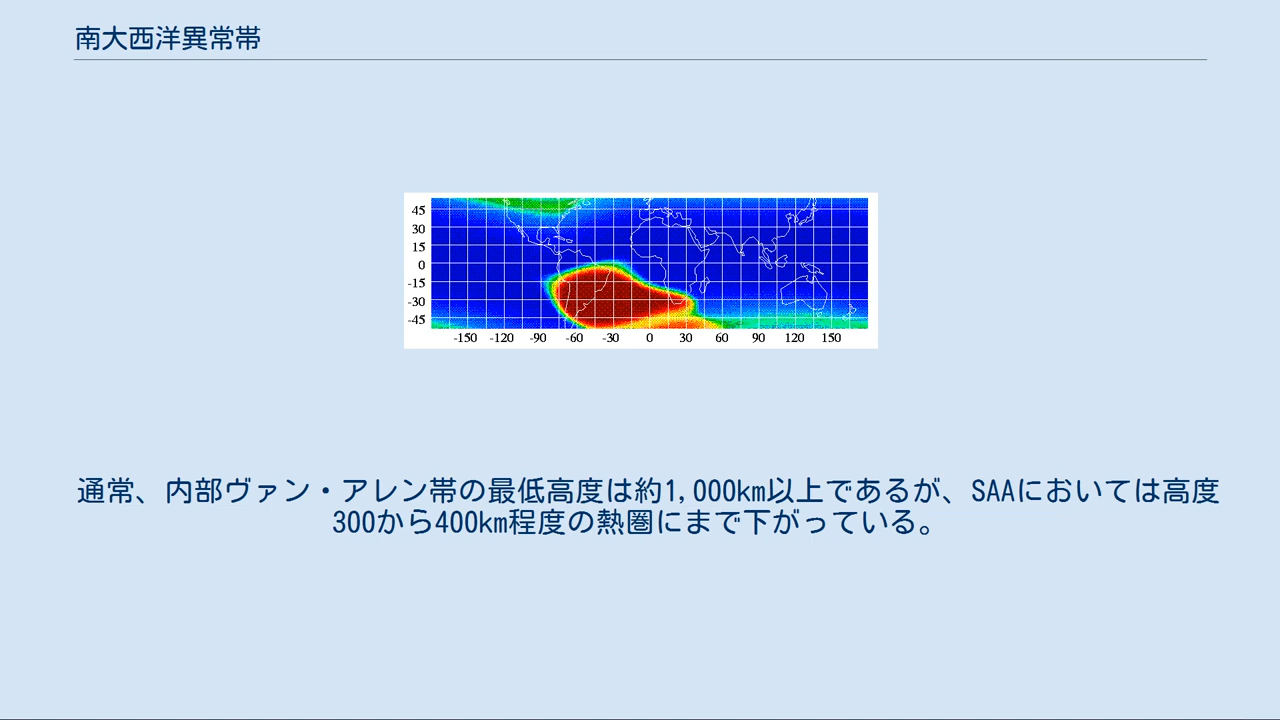 南大西洋異常帯
45
30
15
0
-15
-30
-45
-150 -120 -90 -60 -30 0 30 60 90 120 150
通常、内部ヴァン・アレン帯の最低高度は約1,000km以上であるが、SAAにおいては高度
300から400km程度の熱圏にまで下がっている。